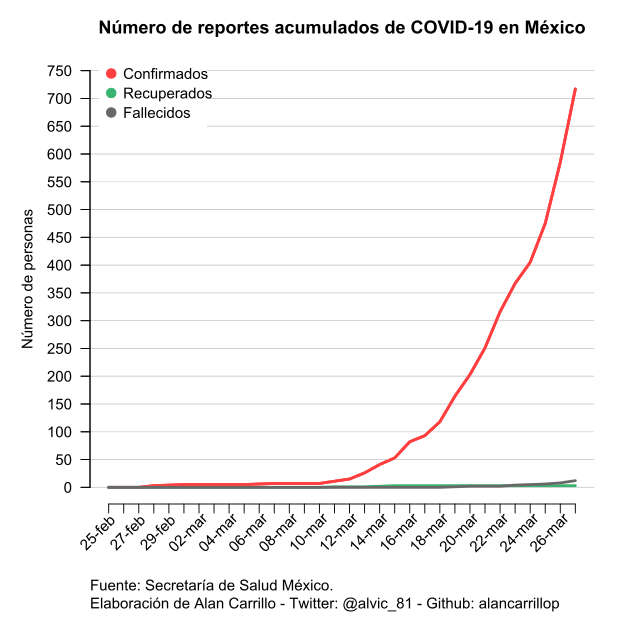 Número de reportes acumulados de COVID-19 en México
Confirmados
Recuperados
Fallecidos
Número de personas
750
700
650
600
550
500
450
400
350
300
250
200
150
100
50
0
25-feb
27-feb
29-feb
02-mar
04-mar
06-mar
08-mar
10-mar
12-mar
14-mar
16-mar
18-mar
20-mar
22-mar
24-mar
26-mar
Fuente: Secretaría de Salud México.
Elaboración de Alan Carrillo - Twitter: @alvic_81 - Github: alancarrillop